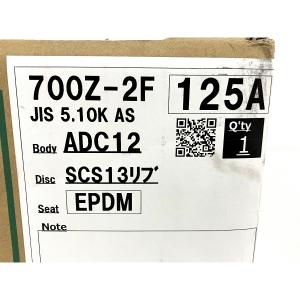 700Z-2F 125A
JIS 5.10K AS
Q'ty
Body ADC12 1
Disc SCS13リブ
Seat EPDM
Note